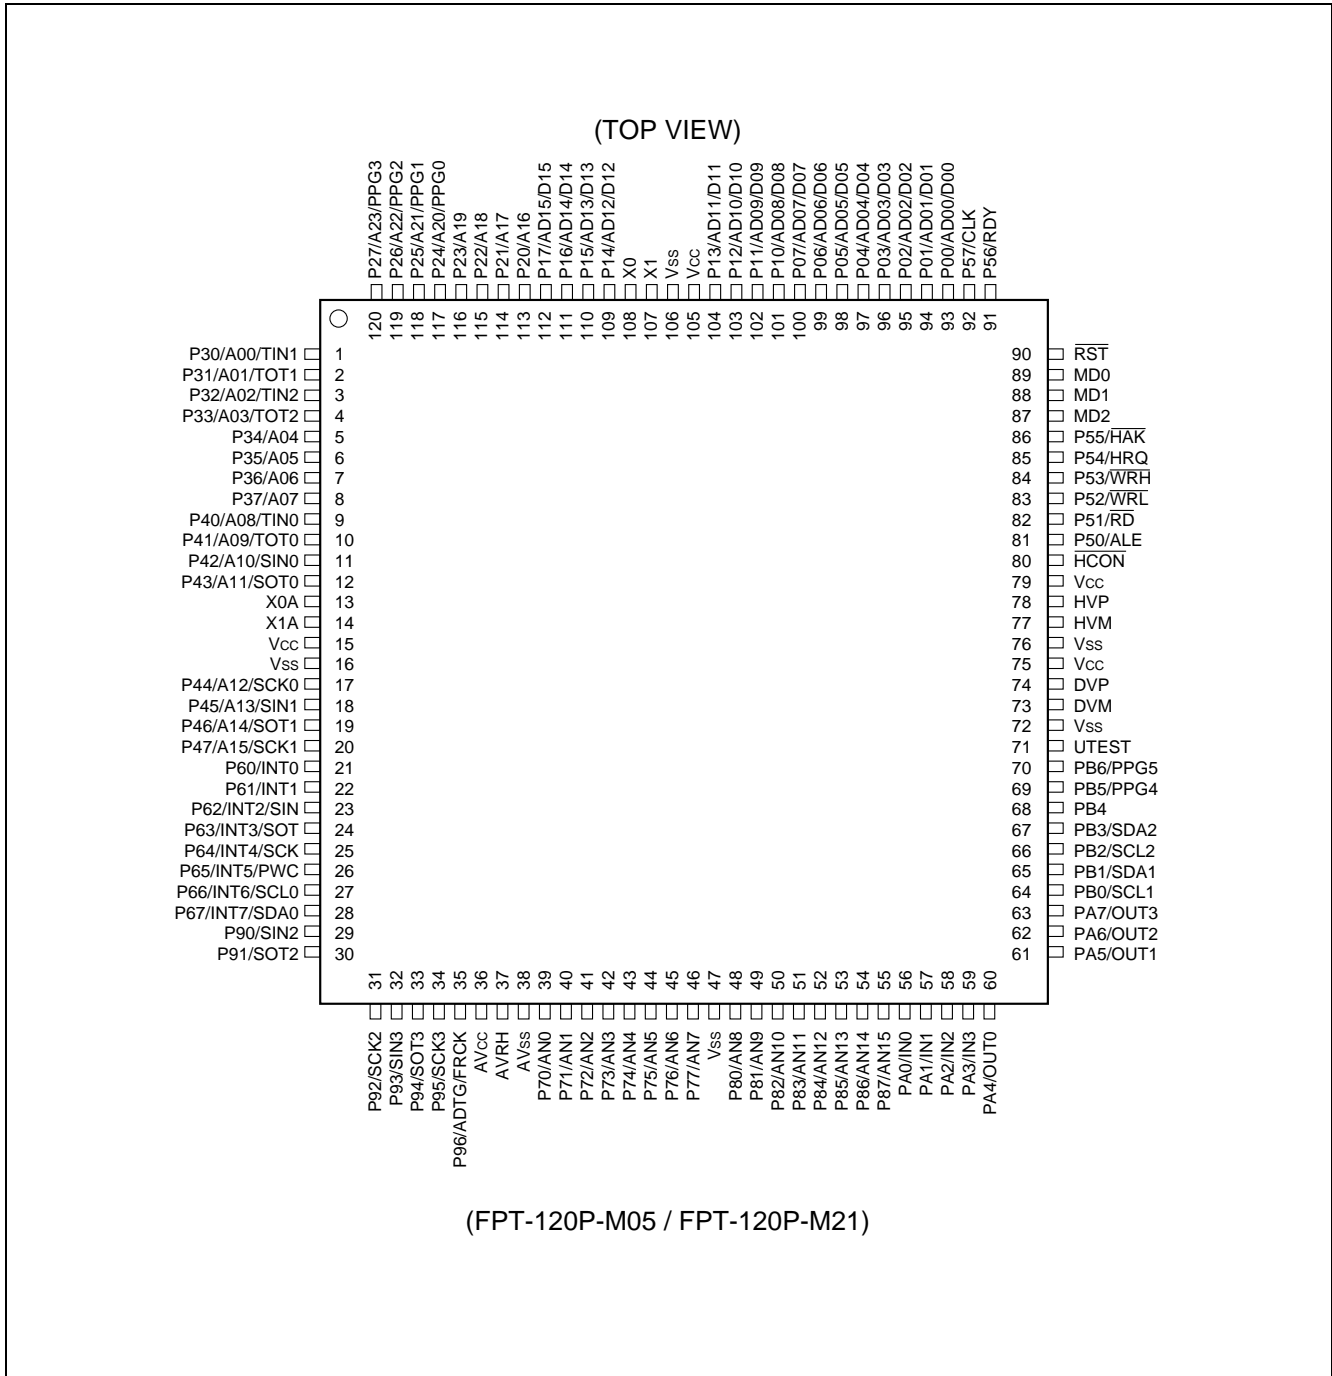 (TOP VIEW)
P27/A23/PPG3
P26/A22/PPG2
P25/A21/PPG1
P24/A20/PPG0
P23/A19
P22/A18
P21/A17
P20/A16
P17/AD15/D15
P16/AD14/D14
P15/AD13/D13
P14/AD12/D12
X0
X1
Vss
Vcc
P13/AD11/D11
P12/AD10/D10
P11/AD09/D09
P10/AD08/D08
P07/AD07/D07
P06/AD06/D06
P05/AD05/D05
P04/AD04/D04
P03/AD03/D03
P02/AD02/D02
P01/AD01/D01
P00/AD00/D00
P57/CLK
P56/RDY
120
119
118
117
116
115
114
113
112
111
110
109
108
107
106
105
104
103
102
101
100
99
98
97
96
95
94
93
92
91
P30/A00/TIN1 1
P31/A01/TOT1 2
P32/A02/TIN2 3
P33/A03/TOT2 4
P34/A04 5
P35/A05 6
P36/A06 7
P37/A07 8
P40/A08/TIN0 9
P41/A09/TOT0 10
P42/A10/SIN0 11
P43/A11/SOT0 12
X0A 13
X1A 14
Vcc 15
Vss 16
P44/A12/SCK0 17
P45/A13/SIN1 18
P46/A14/SOT1 19
P47/A15/SCK1 20
P60/INT0 21
P61/INT1 22
P62/INT2/SIN 23
P63/INT3/SOT 24
P64/INT4/SCK 25
P65/INT5/PWC 26
P66/INT6/SCL0 27
P67/INT7/SDA0 28
P90/SIN2 29
P91/SOT2 30
90 RST
89 MD0
88 MD1
87 MD2
86 P55/HAK
85 P54/HRQ
84 P53/WRH
83 P52/WRL
82 P51/RD
81 P50/ALE
80 HCON
79 Vcc
78 HVP
77 HVM
76 Vss
75 Vcc
74 DVP
73 DVM
72 Vss
71 UTEST
70 PB6/PPG5
69 PB5/PPG4
68 PB4
67 PB3/SDA2
66 PB2/SCL2
65 PB1/SDA1
64 PB0/SCL1
63 PA7/OUT3
62 PA6/OUT2
61 PA5/OUT1
31
32
33
34
35
36
37
38
39
40
41
42
43
44
45
46
47
48
49
50
51
52
53
54
55
56
57
58
59
60
P92/SCK2
P93/SIN3
P94/SOT3
P95/SCK3
P96/ADTG/FRCK
AVcc
AVRH
AVss
P70/AN0
P71/AN1
P72/AN2
P73/AN3
P74/AN4
P75/AN5
P76/AN6
P77/AN7
Vss
P80/AN8
P81/AN9
P82/AN10
P83/AN11
P84/AN12
P85/AN13
P86/AN14
P87/AN15
PA0/IN0
PA1/IN1
PA2/IN2
PA3/IN3
PA4/OUT0
(FPT-120P-M05 / FPT-120P-M21)